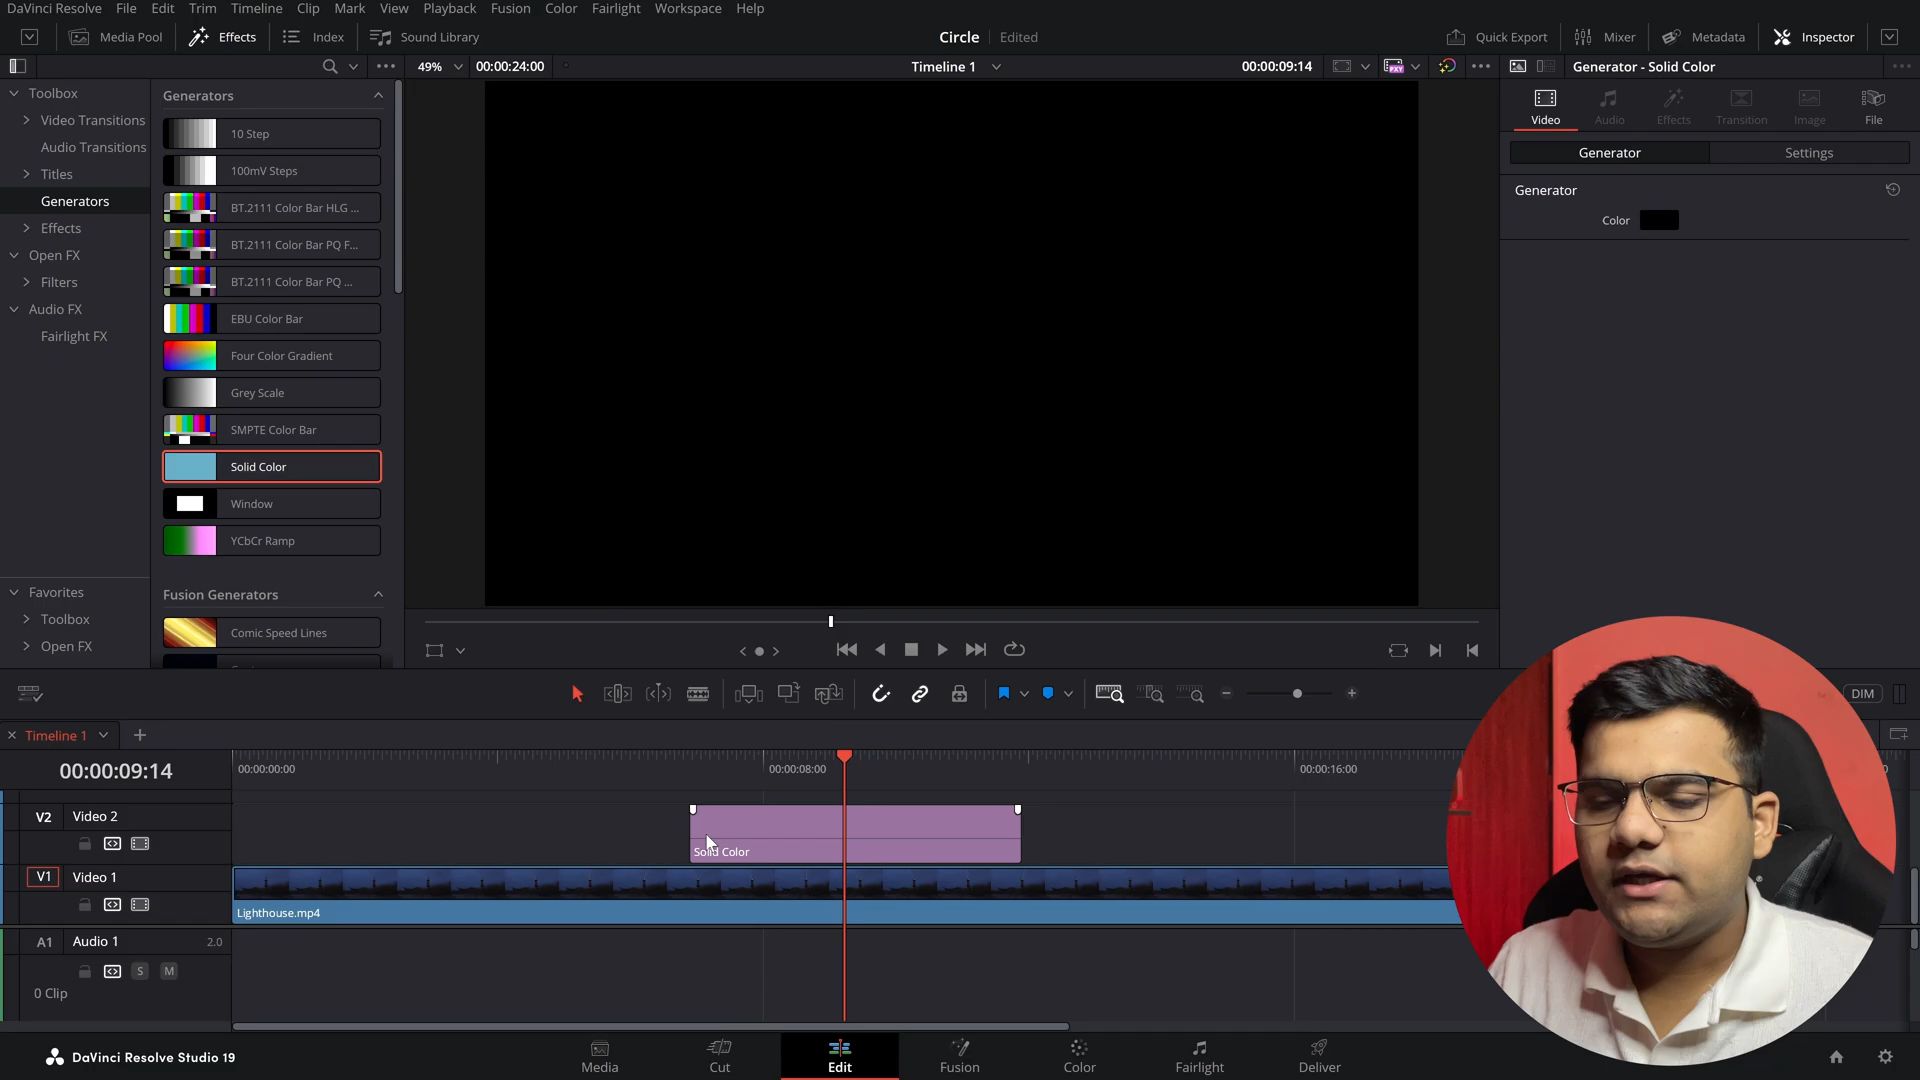 DaVinci Resolve File Edit Trim Timeline Clip Mark View Playback Fusion Color Fairlight Workspace Help
Media Pool Effects Index Sound Library Circle Edited Quick Export Mixer Metadata Inspector
49% 00:00:24:00 Timeline 1 00:00:09:14 PXY Generator - Solid Color
Toolbox
Video Transitions
Audio Transitions
Titles
Generators
Effects
Open FX
Filters
Audio FX
Fairlight FX
Favorites
Toolbox
Open FX
Generators
10 Step
100mV Steps
BT.2111 Color Bar HLG ...
BT.2111 Color Bar PQ F...
BT.2111 Color Bar PQ ...
EBU Color Bar
Four Color Gradient
Grey Scale
SMPTE Color Bar
Solid Color
Window
YCbCr Ramp
Fusion Generators
Comic Speed Lines
Video Audio Effects Transition Image File
Generator Settings
Generator
Color
DIM
Timeline 1
00:00:09:14
00:00:00:00 00:00:08:00 00:00:16:00
V2 Video 2
Solid Color
V1 Video 1
Lighthouse.mp4
A1 Audio 1 2.0
S M
0 Clip
DaVinci Resolve Studio 19
Media Cut Edit Fusion Color Fairlight Deliver